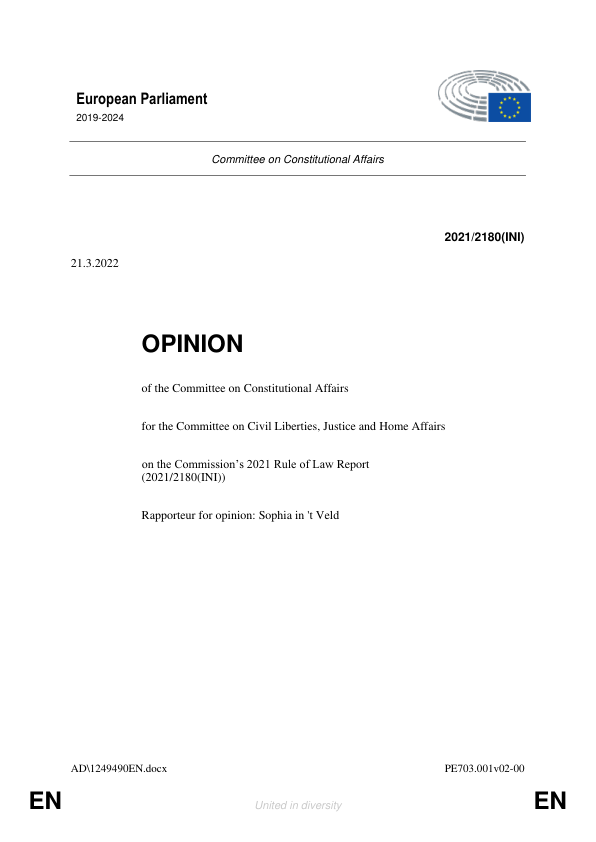 European Parliament
2019-2024
Committee on Constitutional Affairs
2021/2180(INI)
21.3.2022
OPINION
of the Committee on Constitutional Affairs
for the Committee on Civil Liberties, Justice and Home Affairs
on the Commission’s 2021 Rule of Law Report
(2021/2180(INI))
Rapporteur for opinion: Sophia in 't Veld
AD\1249490EN.docx
PE703.001v02-00
EN
United in diversity
EN